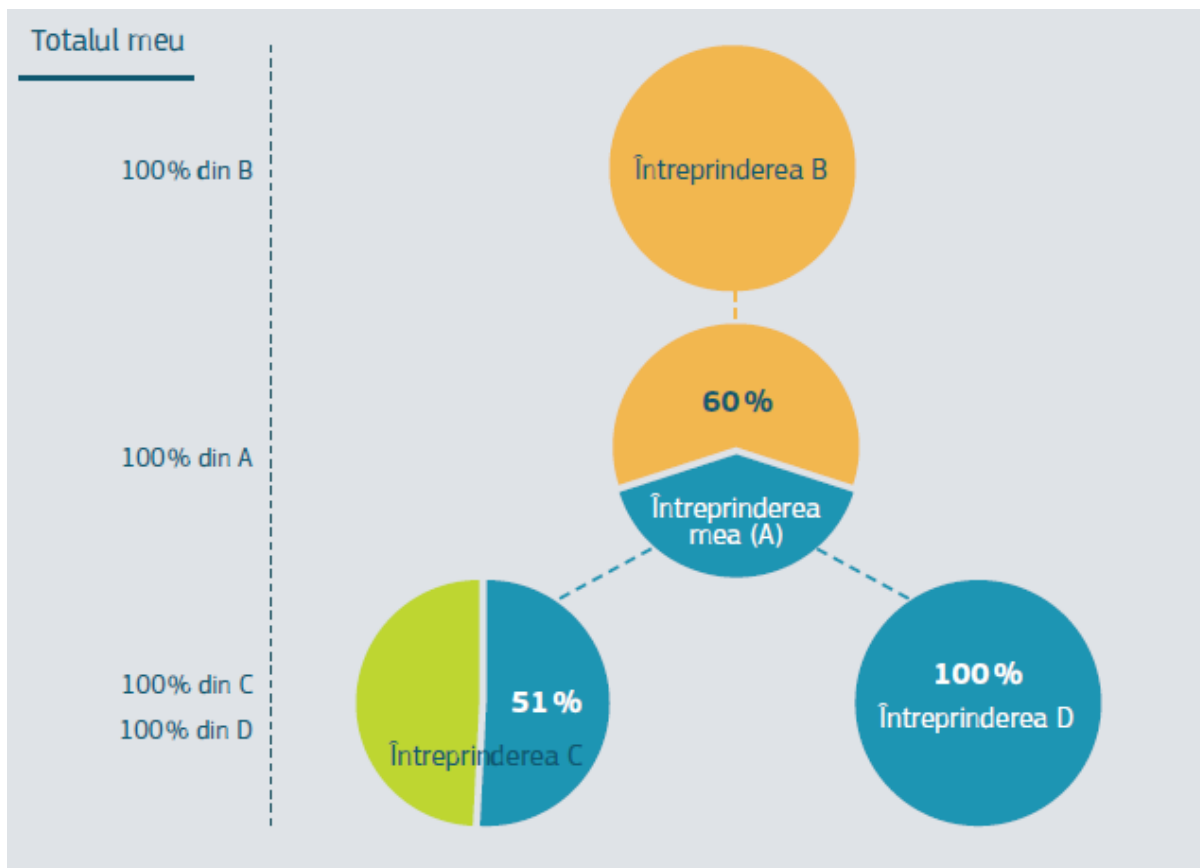 Totalul meu
100% din B
Întreprinderea B
60%
100% din A
Întreprinderea
mea (A)
100% din C
100% din D
51%
Întreprinderea C
100%
Întreprinderea D